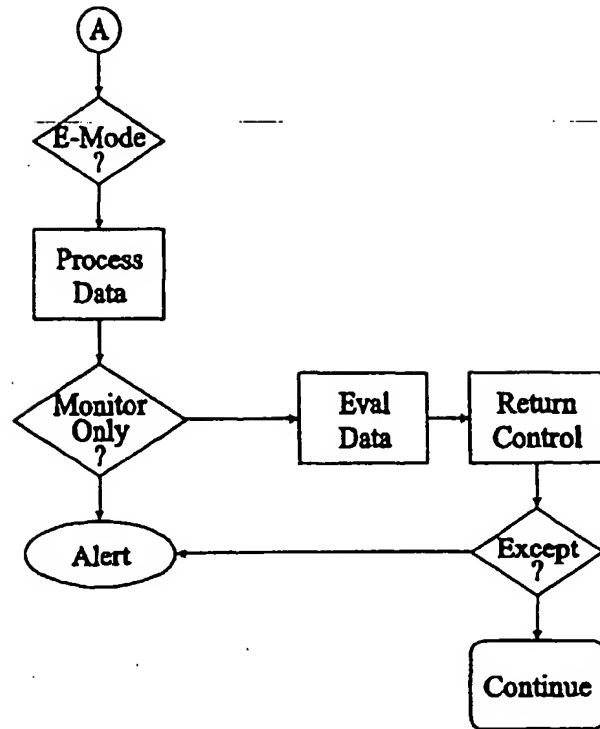 A
E-Mode
?
Process
Data
Monitor
Only
?
Eval
Data
Return
Control
Alert
Except
?
Continue